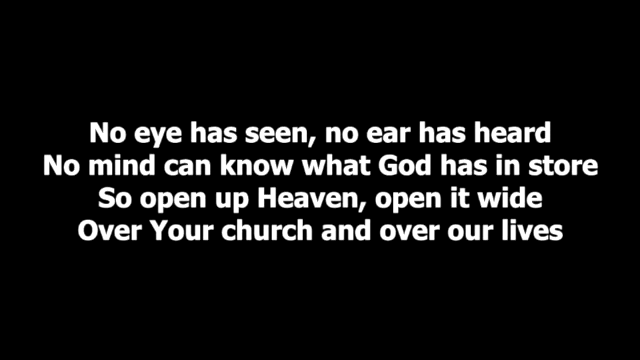 No eye has seen, no ear has heard
No mind can know what God has in store
So open up Heaven, open it wide
Over Your church and over our lives